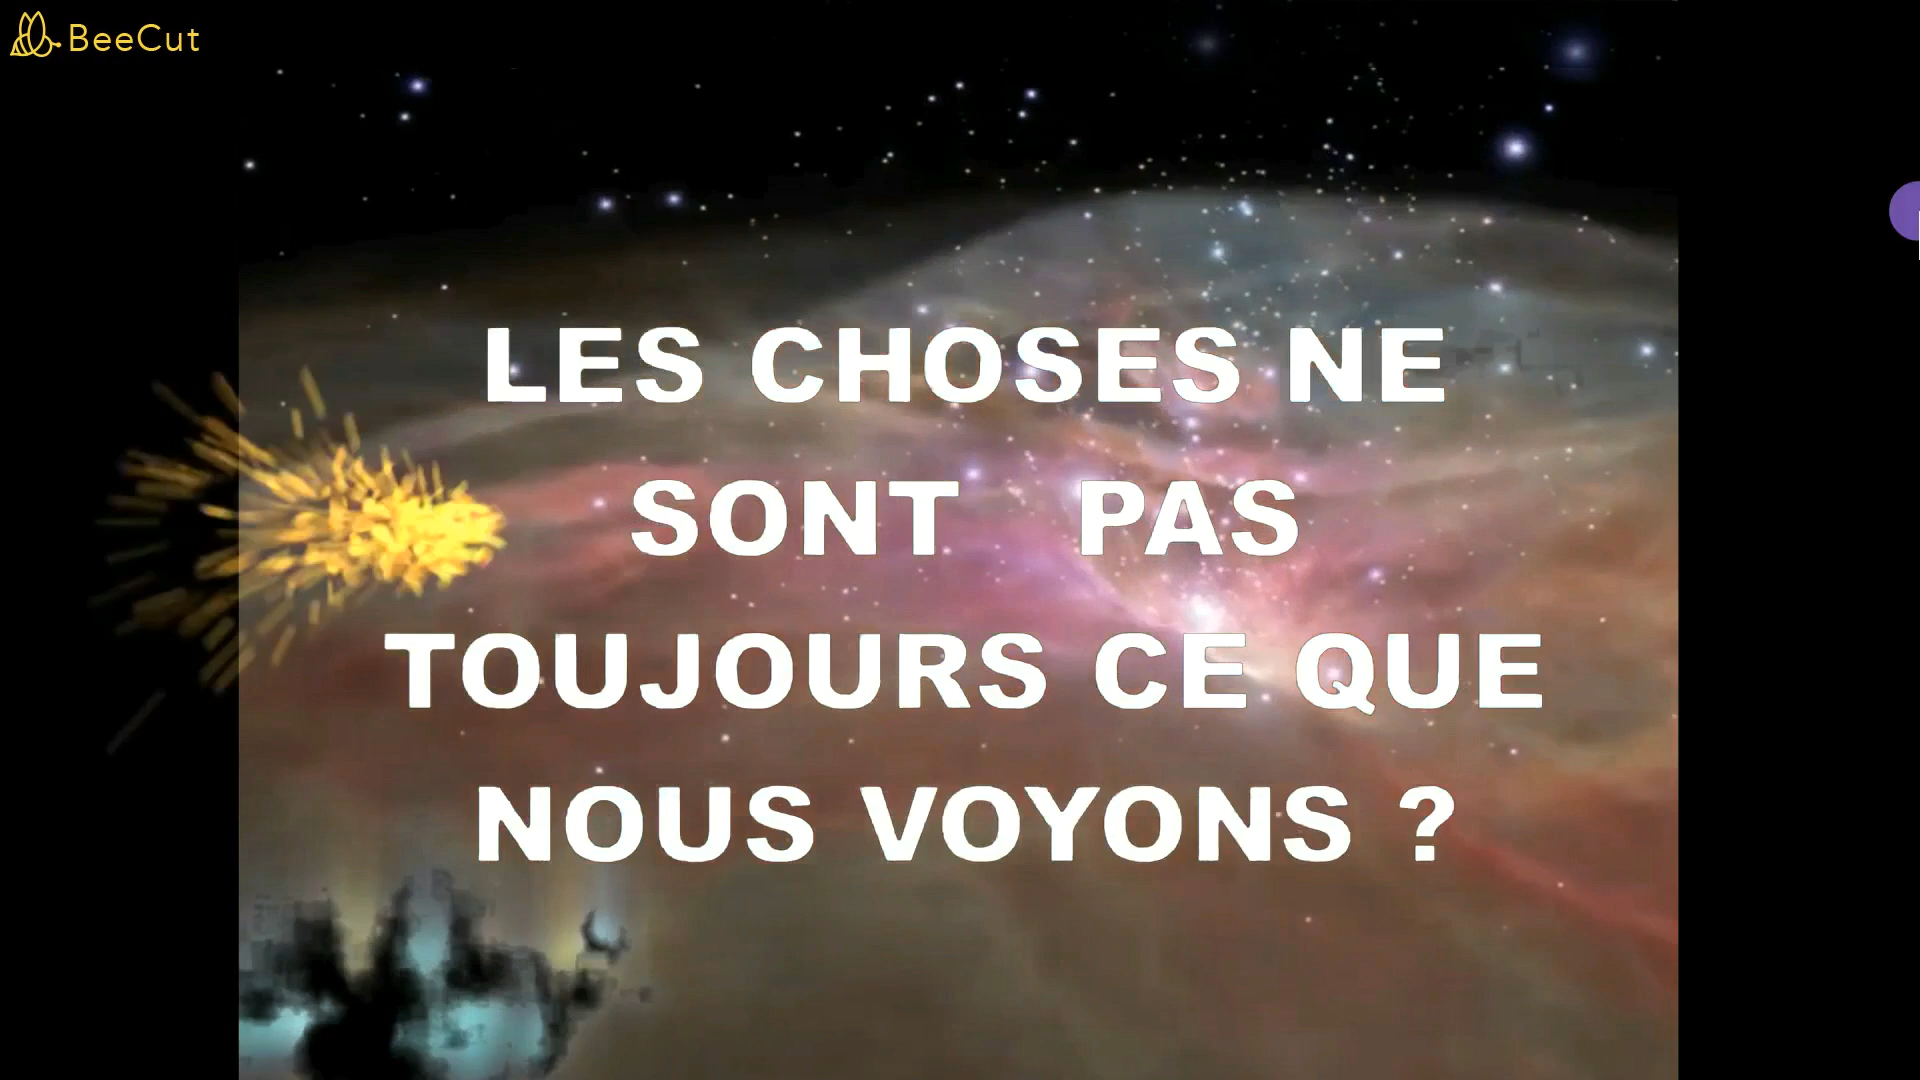 BeeCut
LES CHOSES NE
SONT PAS
TOUJOURS CE QUE
NOUS VOYONS ?